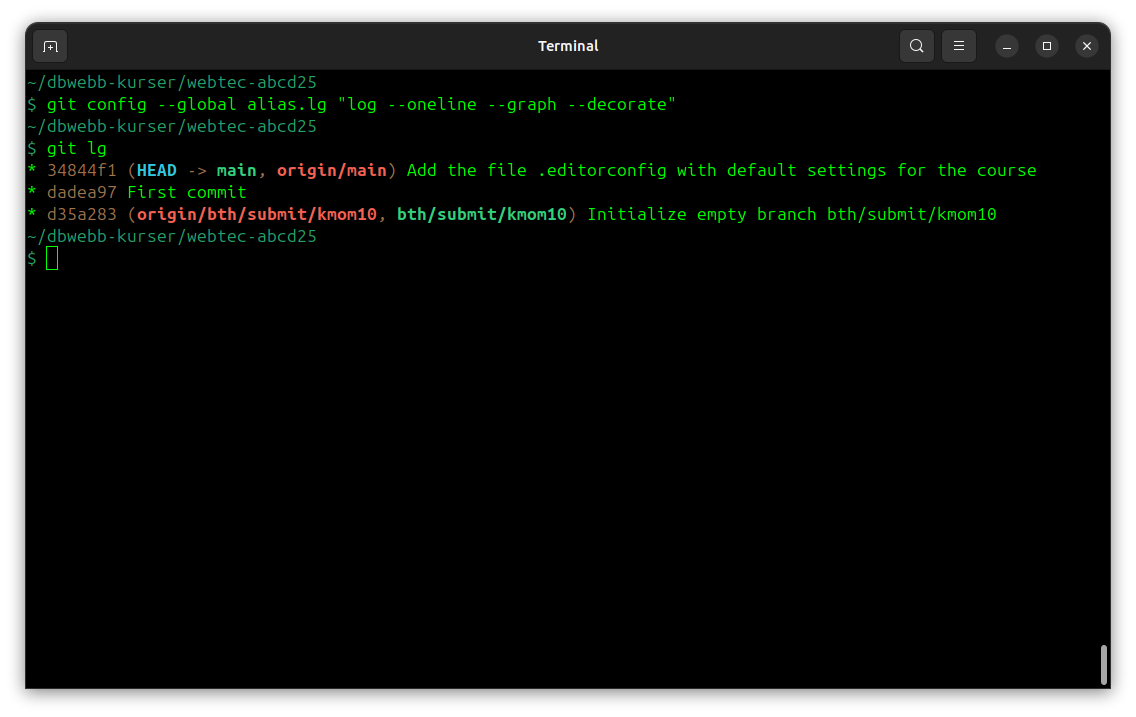 Terminal
~/dbwebb-kurser/webtec-abcd25
$ git config --global alias.lg "log --oneline --graph --decorate"
~/dbwebb-kurser/webtec-abcd25
$ git lg
* 34844f1 (HEAD -> main, origin/main) Add the file .editorconfig with default settings for the course
* dadea97 First commit
* d35a283 (origin/bth/submit/kmom10, bth/submit/kmom10) Initialize empty branch bth/submit/kmom10
~/dbwebb-kurser/webtec-abcd25
$